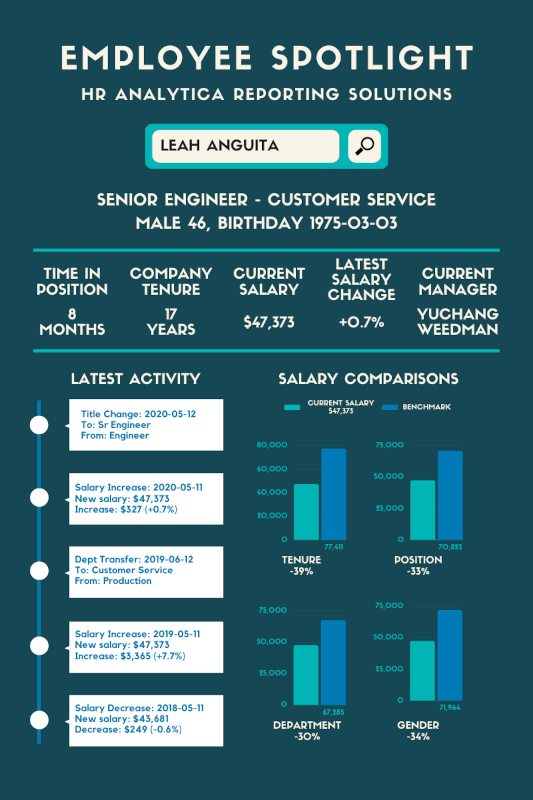 EMPLOYEE SPOTLIGHT
HR ANALYTICA REPORTING SOLUTIONS
LEAH ANGUITA
SENIOR ENGINEER - CUSTOMER SERVICE
MALE 46, BIRTHDAY 1975-03-03
TIME IN POSITION
8 MONTHS
COMPANY TENURE
17 YEARS
CURRENT SALARY
$47,373
LATEST SALARY CHANGE
+0.7%
CURRENT MANAGER
YUCHANG WEEDMAN
LATEST ACTIVITY
Title Change: 2020-05-12
To: Sr Engineer
From: Engineer
Salary Increase: 2020-05-11
New salary: $47,373
Increase: $327 (+0.7%)
Dept Transfer: 2019-06-12
To: Customer Service
From: Production
Salary Increase: 2019-05-11
New salary: $47,373
Increase: $3,365 (+7.7%)
Salary Decrease: 2018-05-11
New salary: $43,681
Decrease: $249 (-0.6%)
SALARY COMPARISONS
CURRENT SALARY
$47,373
BENCHMARK
80,000
60,000
40,000
20,000
0
77,411
TENURE
-39%
75,000
50,000
25,000
0
70,823
POSITION
-33%
75,000
50,000
25,000
0
67,285
DEPARTMENT
-30%
75,000
50,000
25,000
0
71,964
GENDER
-34%